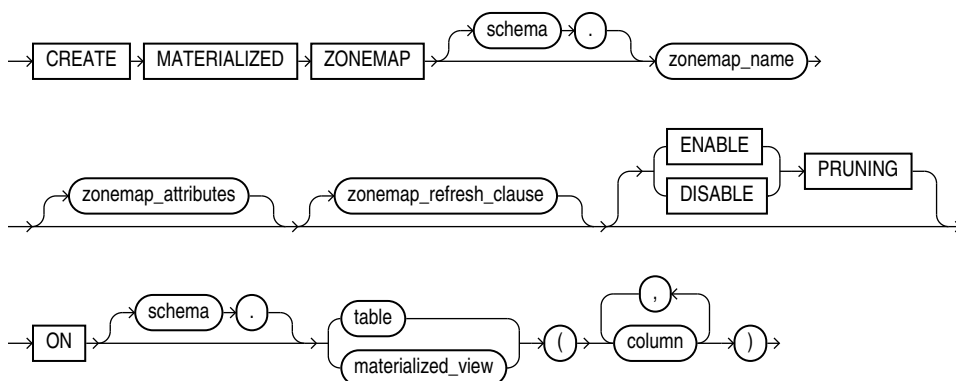 schema .
CREATE MATERIALIZED ZONEMAP zonemap_name
ENABLE
zonemap_attributes zonemap_refresh_clause PRUNING
DISABLE
,
schema . table
ON ( column )
materialized_view